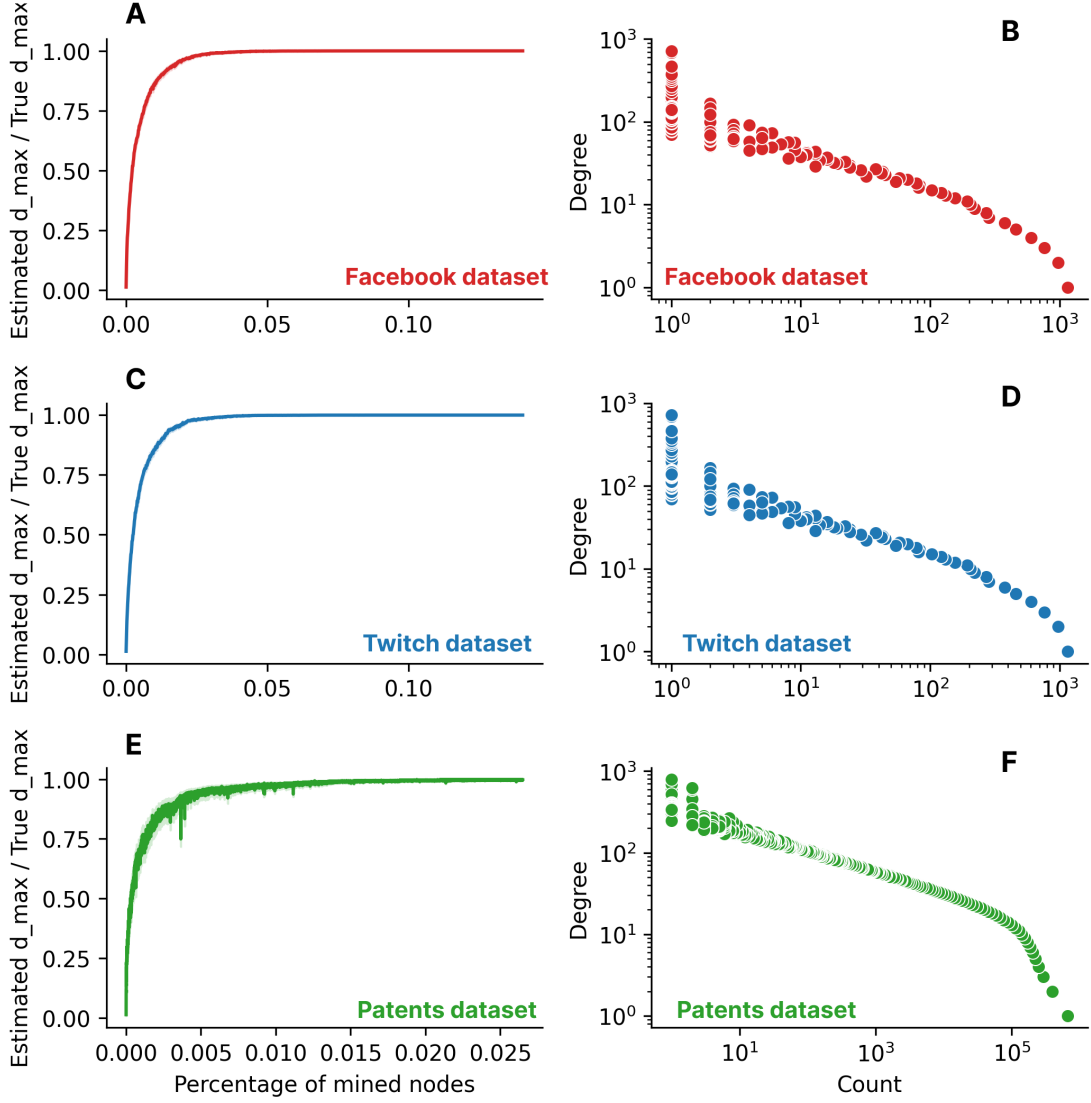 A
Estimated d_max / True d_max
1.00
0.75
0.50
0.25
0.00
Facebook dataset
0.00 0.05 0.10
B
Degree
10³
10²
10¹
10⁰
Facebook dataset
10⁰ 10¹ 10² 10³
C
Estimated d_max / True d_max
1.00
0.75
0.50
0.25
0.00
Twitch dataset
0.00 0.05 0.10
D
Degree
10³
10²
10¹
10⁰
Twitch dataset
10⁰ 10¹ 10² 10³
E
Estimated d_max / True d_max
1.00
0.75
0.50
0.25
0.00
Patents dataset
0.000 0.005 0.010 0.015 0.020 0.025
Percentage of mined nodes
F
Degree
10³
10²
10¹
10⁰
Patents dataset
10¹ 10³ 10⁵
Count